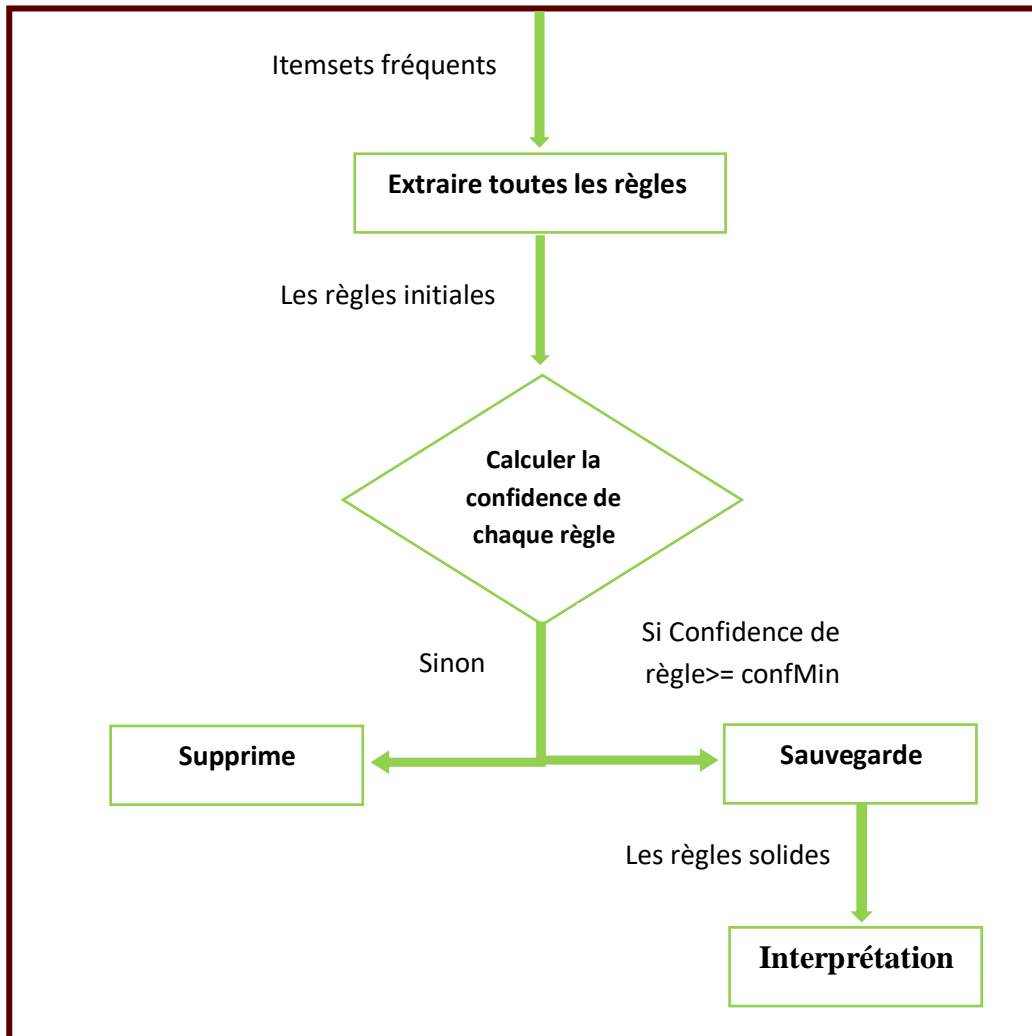 Itemsets fréquents
Extraire toutes les règles
Les règles initiales
Calculer la
confidence de
chaque règle
Si Confidence de
règle>= confMin
Sinon
Supprime
Sauvegarde
Les règles solides
Interprétation